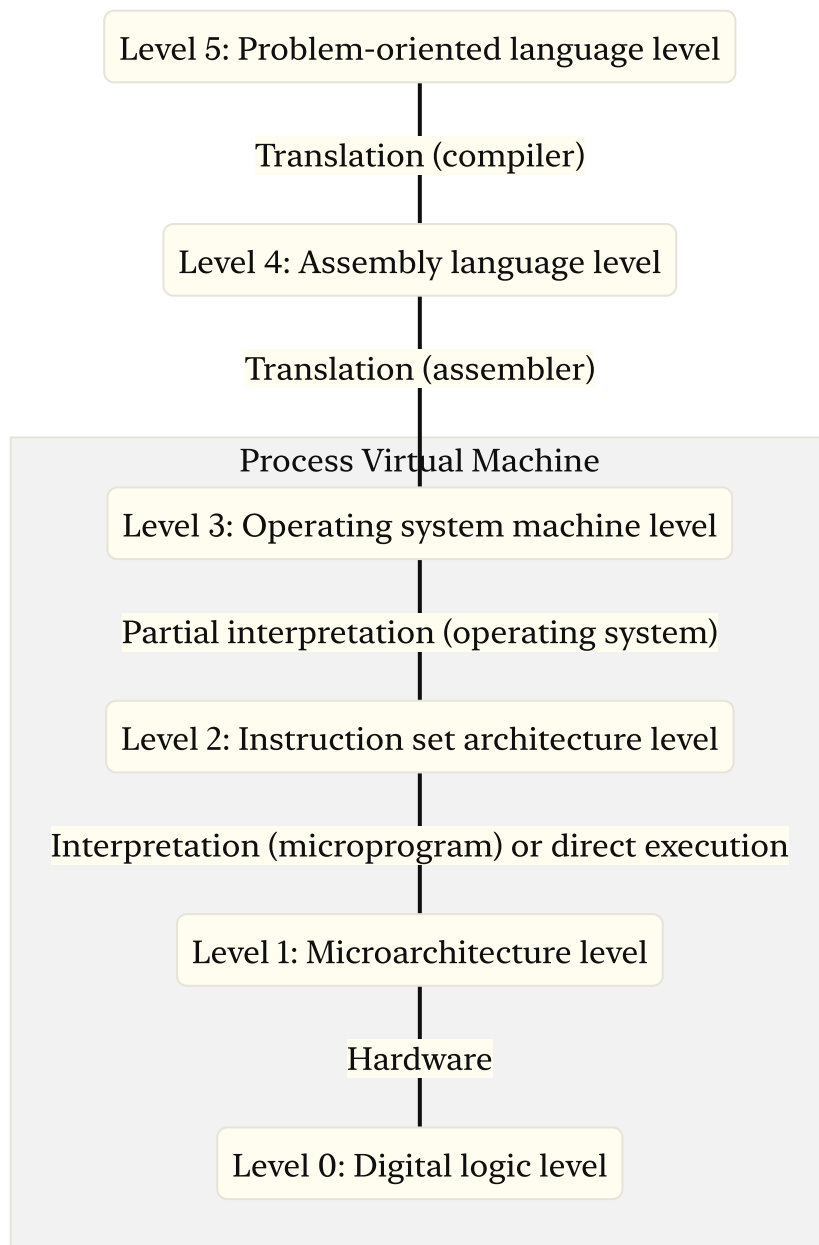 Level 5: Problem-oriented language level
Translation (compiler)
Level 4: Assembly language level
Translation (assembler)
Process Virtual Machine
Level 3: Operating system machine level
Partial interpretation (operating system)
Level 2: Instruction set architecture level
Interpretation (microprogram) or direct execution
Level 1: Microarchitecture level
Hardware
Level 0: Digital logic level